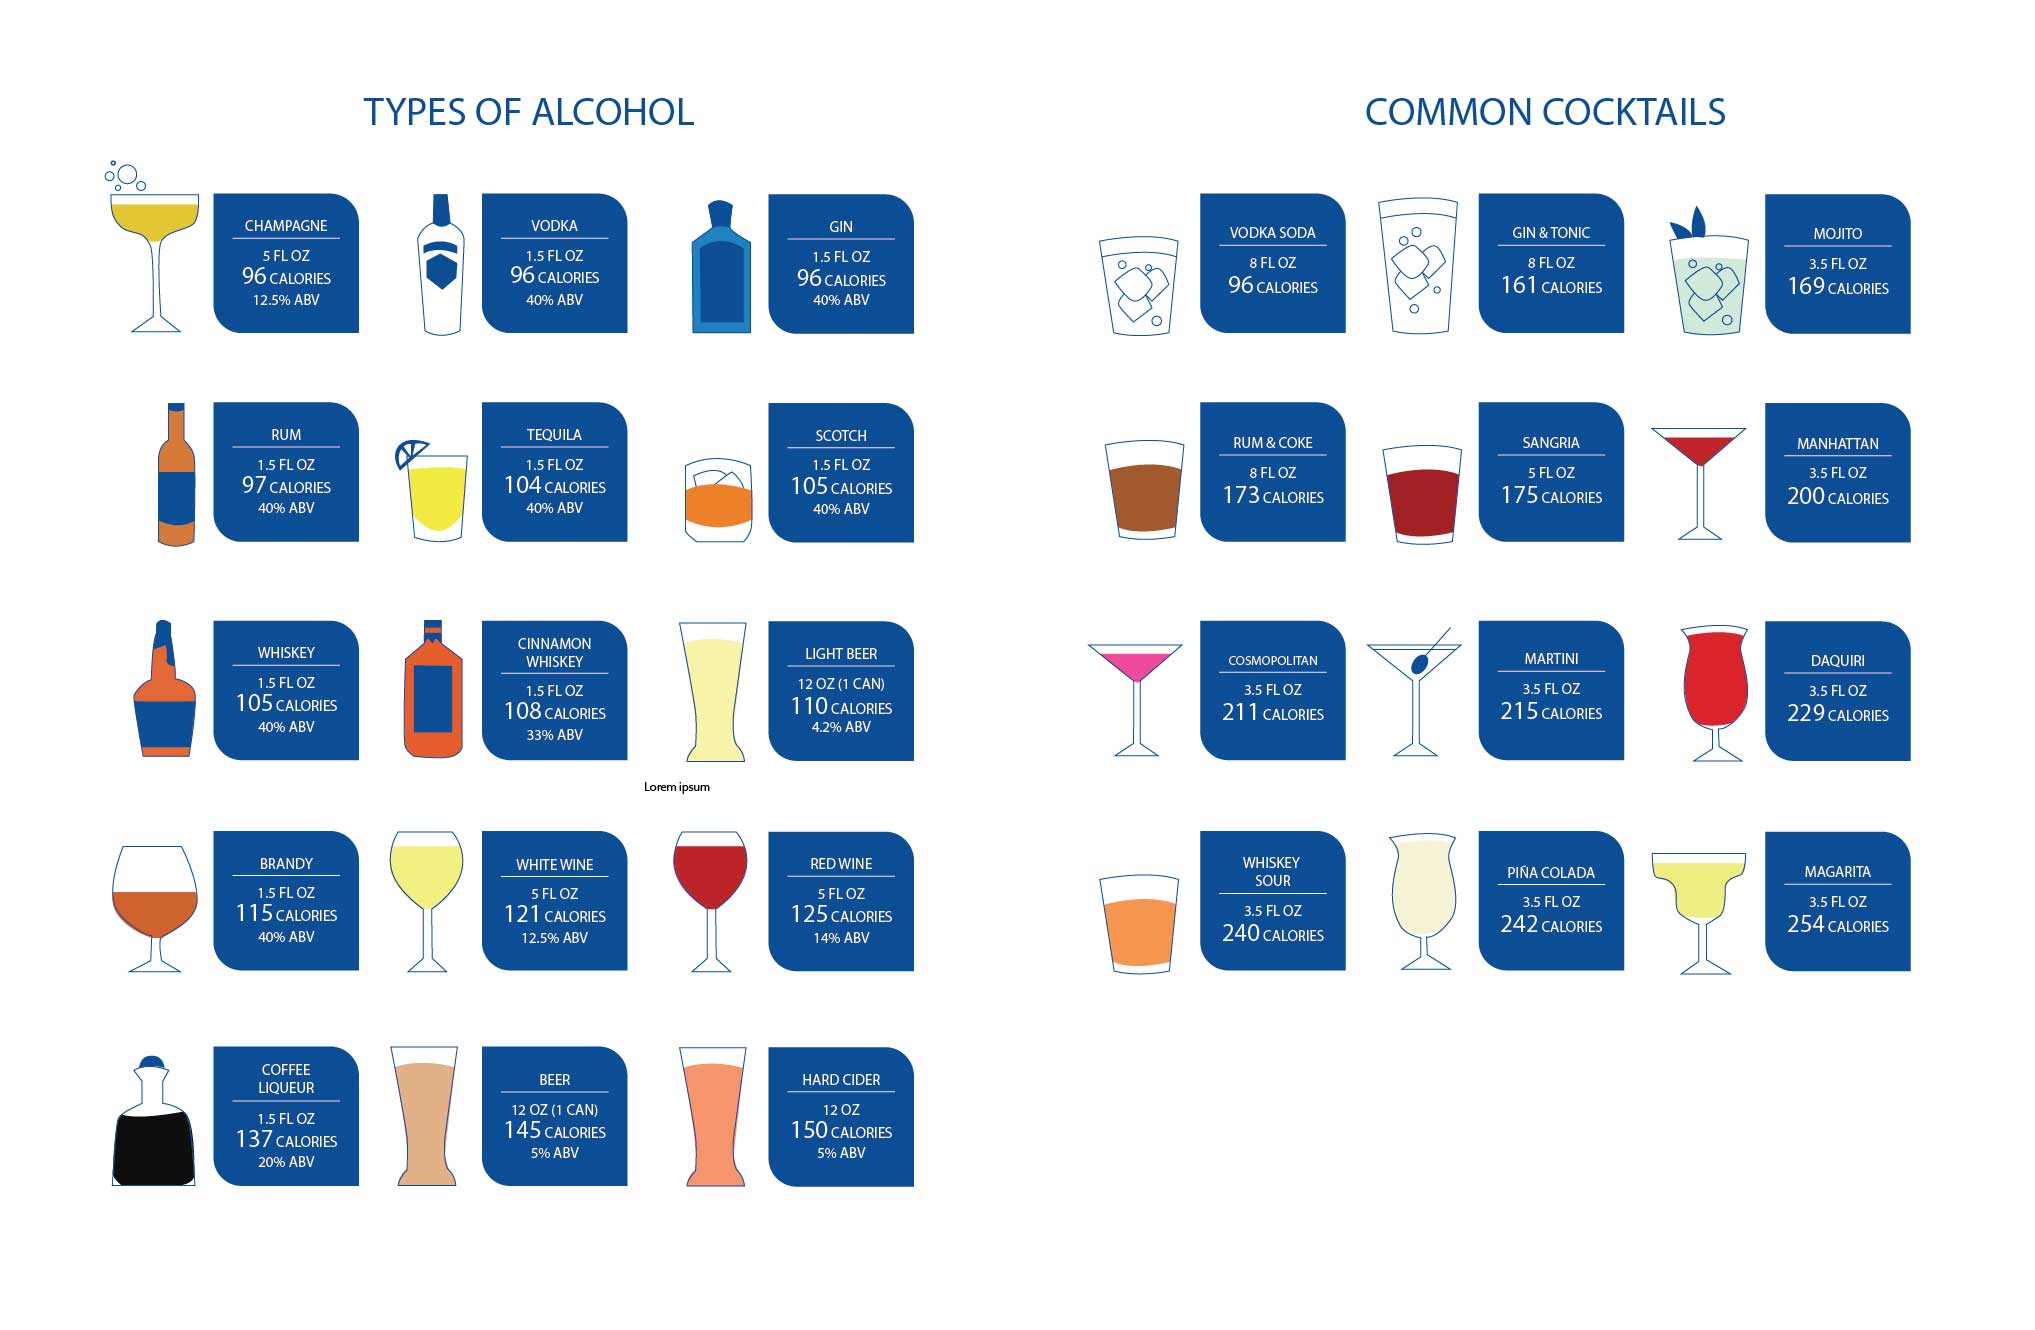 TYPES OF ALCOHOL
CHAMPAGNE
5 FL OZ
96 CALORIES
12.5% ABV
VODKA
1.5 FL OZ
96 CALORIES
40% ABV
GIN
1.5 FL OZ
96 CALORIES
40% ABV
RUM
1.5 FL OZ
97 CALORIES
40% ABV
TEQUILA
1.5 FL OZ
104 CALORIES
40% ABV
SCOTCH
1.5 FL OZ
105 CALORIES
40% ABV
WHISKEY
1.5 FL OZ
105 CALORIES
40% ABV
CINNAMON
WHISKEY
1.5 FL OZ
108 CALORIES
33% ABV
LIGHT BEER
12 OZ (1 CAN)
110 CALORIES
4.2% ABV
Lorem ipsum
BRANDY
1.5 FL OZ
115 CALORIES
40% ABV
WHITE WINE
5 FL OZ
121 CALORIES
12.5% ABV
RED WINE
5 FL OZ
125 CALORIES
14% ABV
COFFEE
LIQUEUR
1.5 FL OZ
137 CALORIES
20% ABV
BEER
12 OZ (1 CAN)
145 CALORIES
5% ABV
HARD CIDER
12 OZ
150 CALORIES
5% ABV
COMMON COCKTAILS
VODKA SODA
8 FL OZ
96 CALORIES
GIN & TONIC
8 FL OZ
161 CALORIES
MOJITO
3.5 FL OZ
169 CALORIES
RUM & COKE
8 FL OZ
173 CALORIES
SANGRIA
5 FL OZ
175 CALORIES
MANHATTAN
3.5 FL OZ
200 CALORIES
COSMOPOLITAN
3.5 FL OZ
211 CALORIES
MARTINI
3.5 FL OZ
215 CALORIES
DAQUIRI
3.5 FL OZ
229 CALORIES
WHISKEY
SOUR
3.5 FL OZ
240 CALORIES
PIÑA COLADA
3.5 FL OZ
242 CALORIES
MAGARITA
3.5 FL OZ
254 CALORIES